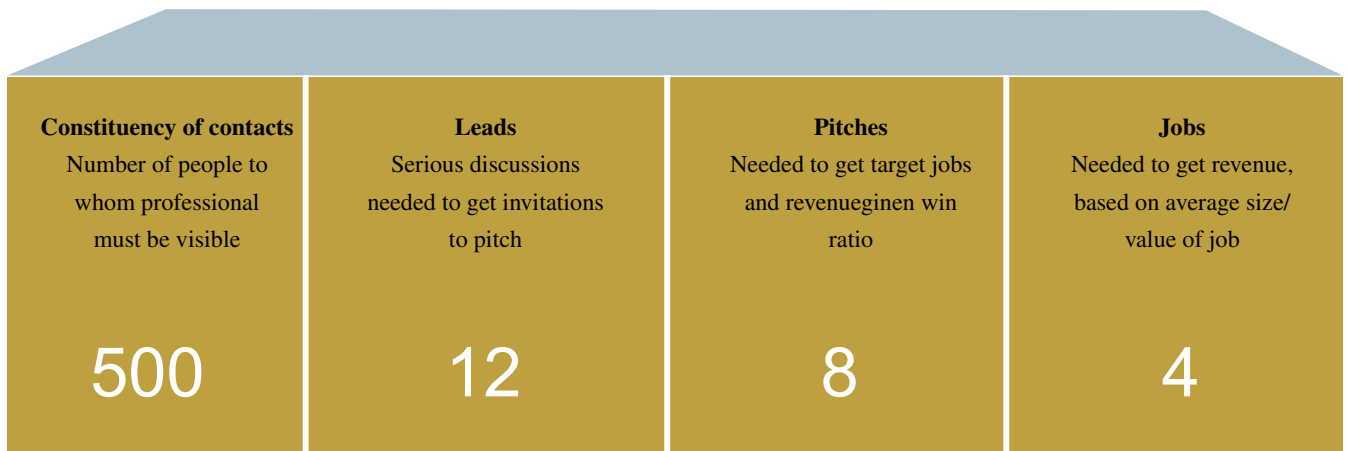 Constituency of contacts
Number of people to
whom professional
must be visible
500
Leads
Serious discussions
needed to get invitations
to pitch
12
Pitches
Needed to get target jobs
and revenueginen win
ratio
8
Jobs
Needed to get revenue,
based on average size/
value of job
4